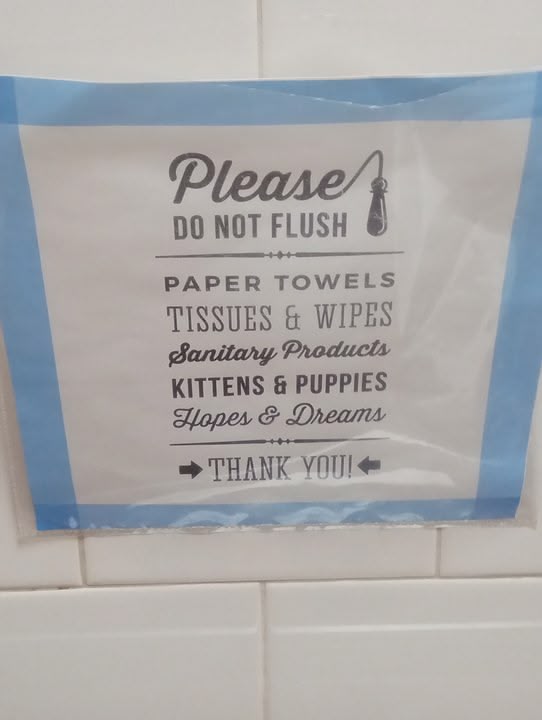 Please
DO NOT FLUSH
PAPER TOWELS
TISSUES & WIPES
Sanitary Products
KITTENS & PUPPIES
Hopes & Dreams
THANK YOU!